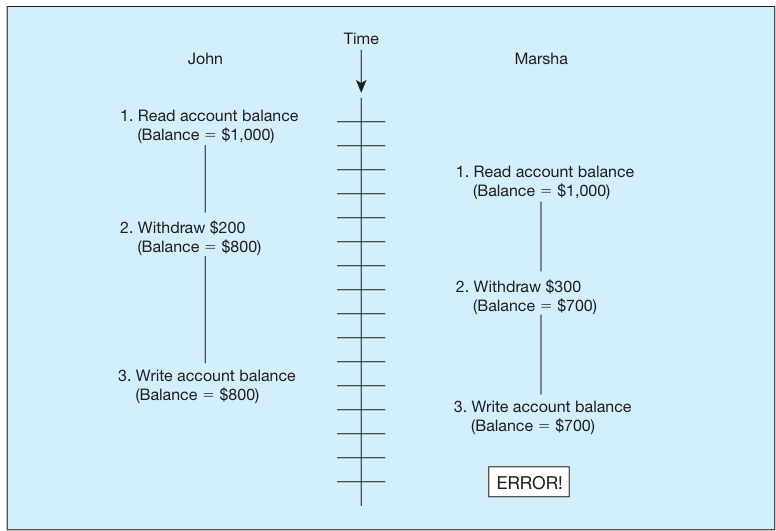 Time
John
Marsha
1. Read account balance
(Balance = $1,000)
1. Read account balance
(Balance = $1,000)
2. Withdraw $200
(Balance = $800)
2. Withdraw $300
(Balance = $700)
3. Write account balance
(Balance = $800)
3. Write account balance
(Balance = $700)
ERROR!